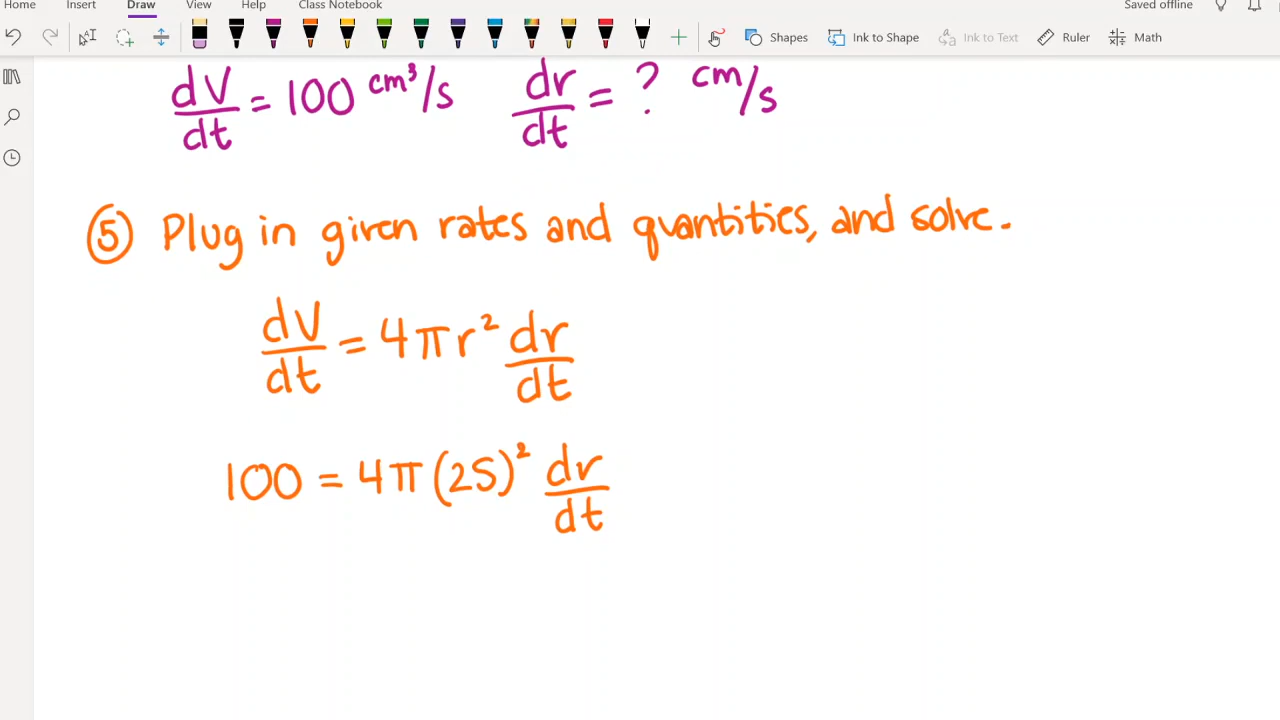 Home Insert Draw View Help Class Notebook Saved offline
Shapes Ink to Shape Ink to Text Ruler Math
dV/dt = 100 cm³/s dr/dt = ? cm/s
⑤ Plug in given rates and quantities, and solve.
dV/dt = 4πr² dr/dt
100 = 4π(25)² dr/dt